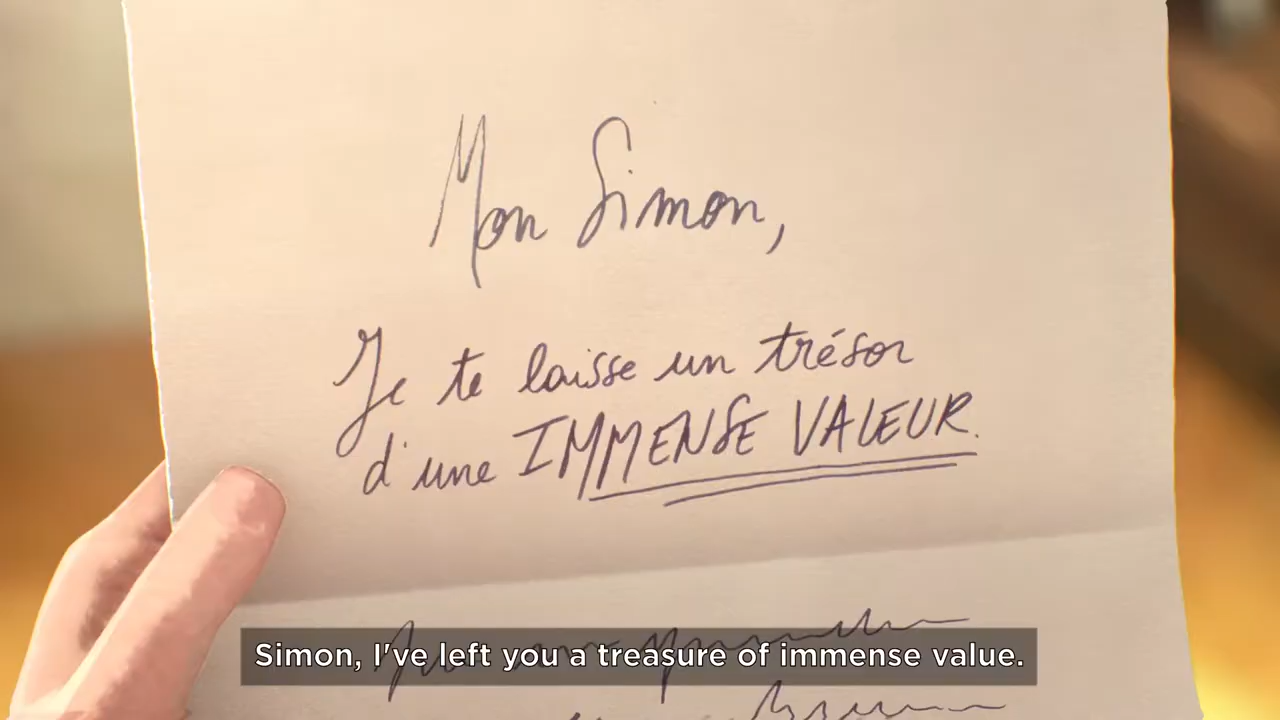 Mon Simon,
Je te laisse un trésor
d'une IMMENSE VALEUR.
Simon, I've left you a treasure of immense value.